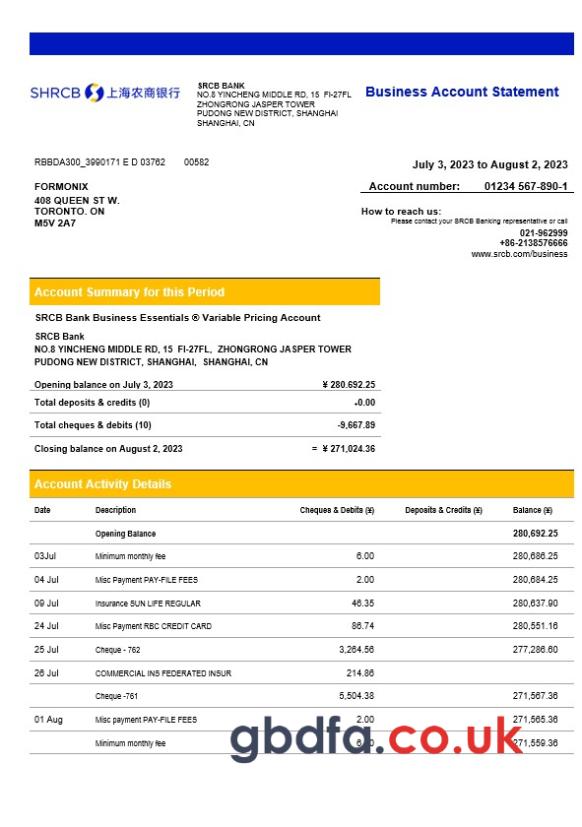 SHRCB 上海农商银行
SRCB BANK
NO.8 YINCHENG MIDDLE RD, 15 FI-27FL
ZHONGRONG JASPER TOWER
PUDONG NEW DISTRICT, SHANGHAI
SHANGHAI, CN
Business Account Statement
RBBDA300_3990171 E D 03762 00582
July 3, 2023 to August 2, 2023
FORMONIX
408 QUEEN ST W.
TORONTO. ON
M5V 2A7
Account number: 01234 567-890-1
How to reach us:
Please contact your SRCB Banking representative or call
021-962999
+86-2138576666
www.srcb.com/business
Account Summary for this Period
SRCB Bank Business Essentials ® Variable Pricing Account
SRCB Bank
NO.8 YINCHENG MIDDLE RD, 15 FI-27FL, ZHONGRONG JASPER TOWER
PUDONG NEW DISTRICT, SHANGHAI, SHANGHAI, CN
Opening balance on July 3, 2023 ¥ 280.692.25
Total deposits & credits (0) -0.00
Total cheques & debits (10) -9,667.89
Closing balance on August 2, 2023 = ¥ 271,024.36
Account Activity Details
Date Description Cheques & Debits (¥) Deposits & Credits (¥) Balance (¥)
Opening Balance 280,692.25
03Jul Minimum monthly fee 6.00 280,686.25
04 Jul Misc Payment PAY-FILE FEES 2.00 280,684.25
09 Jul Insurance SUN LIFE REGULAR 46.35 280,637.90
24 Jul Misc Payment RBC CREDIT CARD 86.74 280,551.16
25 Jul Cheque - 762 3,264.56 277,286.60
26 Jul COMMERCIAL INS FEDERATED INSUR 214.86
Cheque -761 5,504.38 271,567.36
01 Aug Misc payment PAY-FILE FEES 2.00 271,565.36
Minimum monthly fee 271,559.36
gbdfa.co.uk